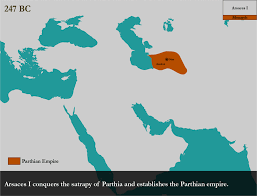 247 BC
Arsaces I
Parthian Empire
Arsaces I conquers the satrapy of Parthia and establishes the Parthian empire.